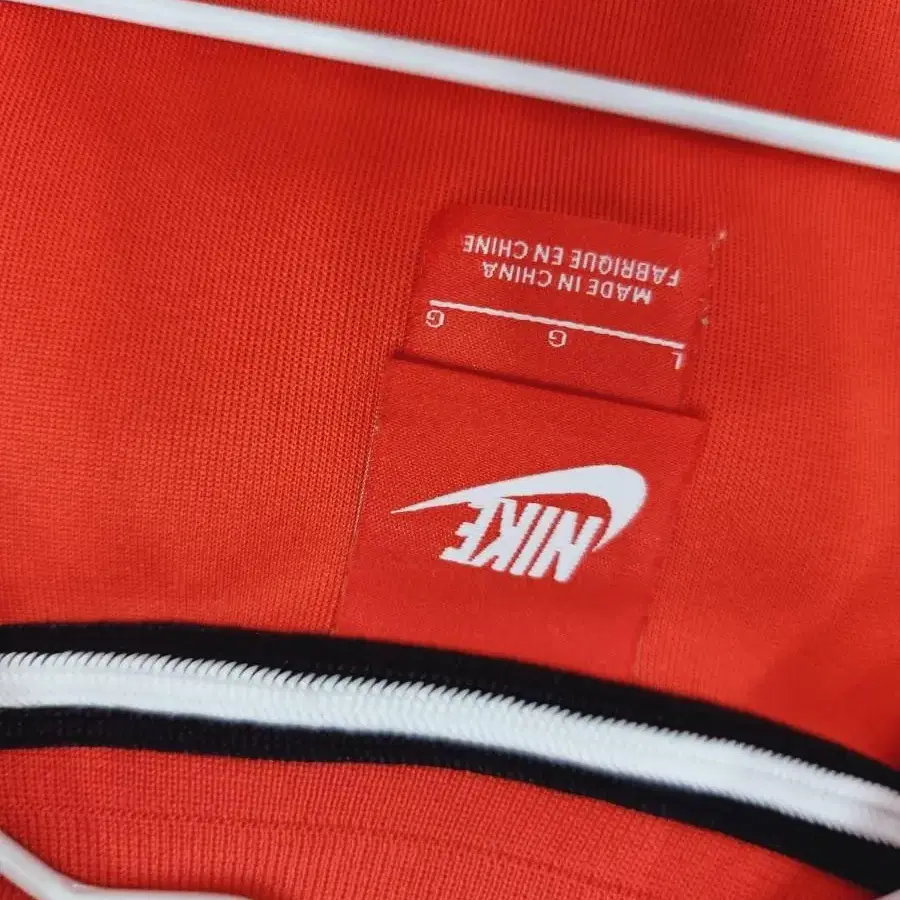 NIKE
L G G
MADE IN CHINA
FABRIQUE EN CHINE